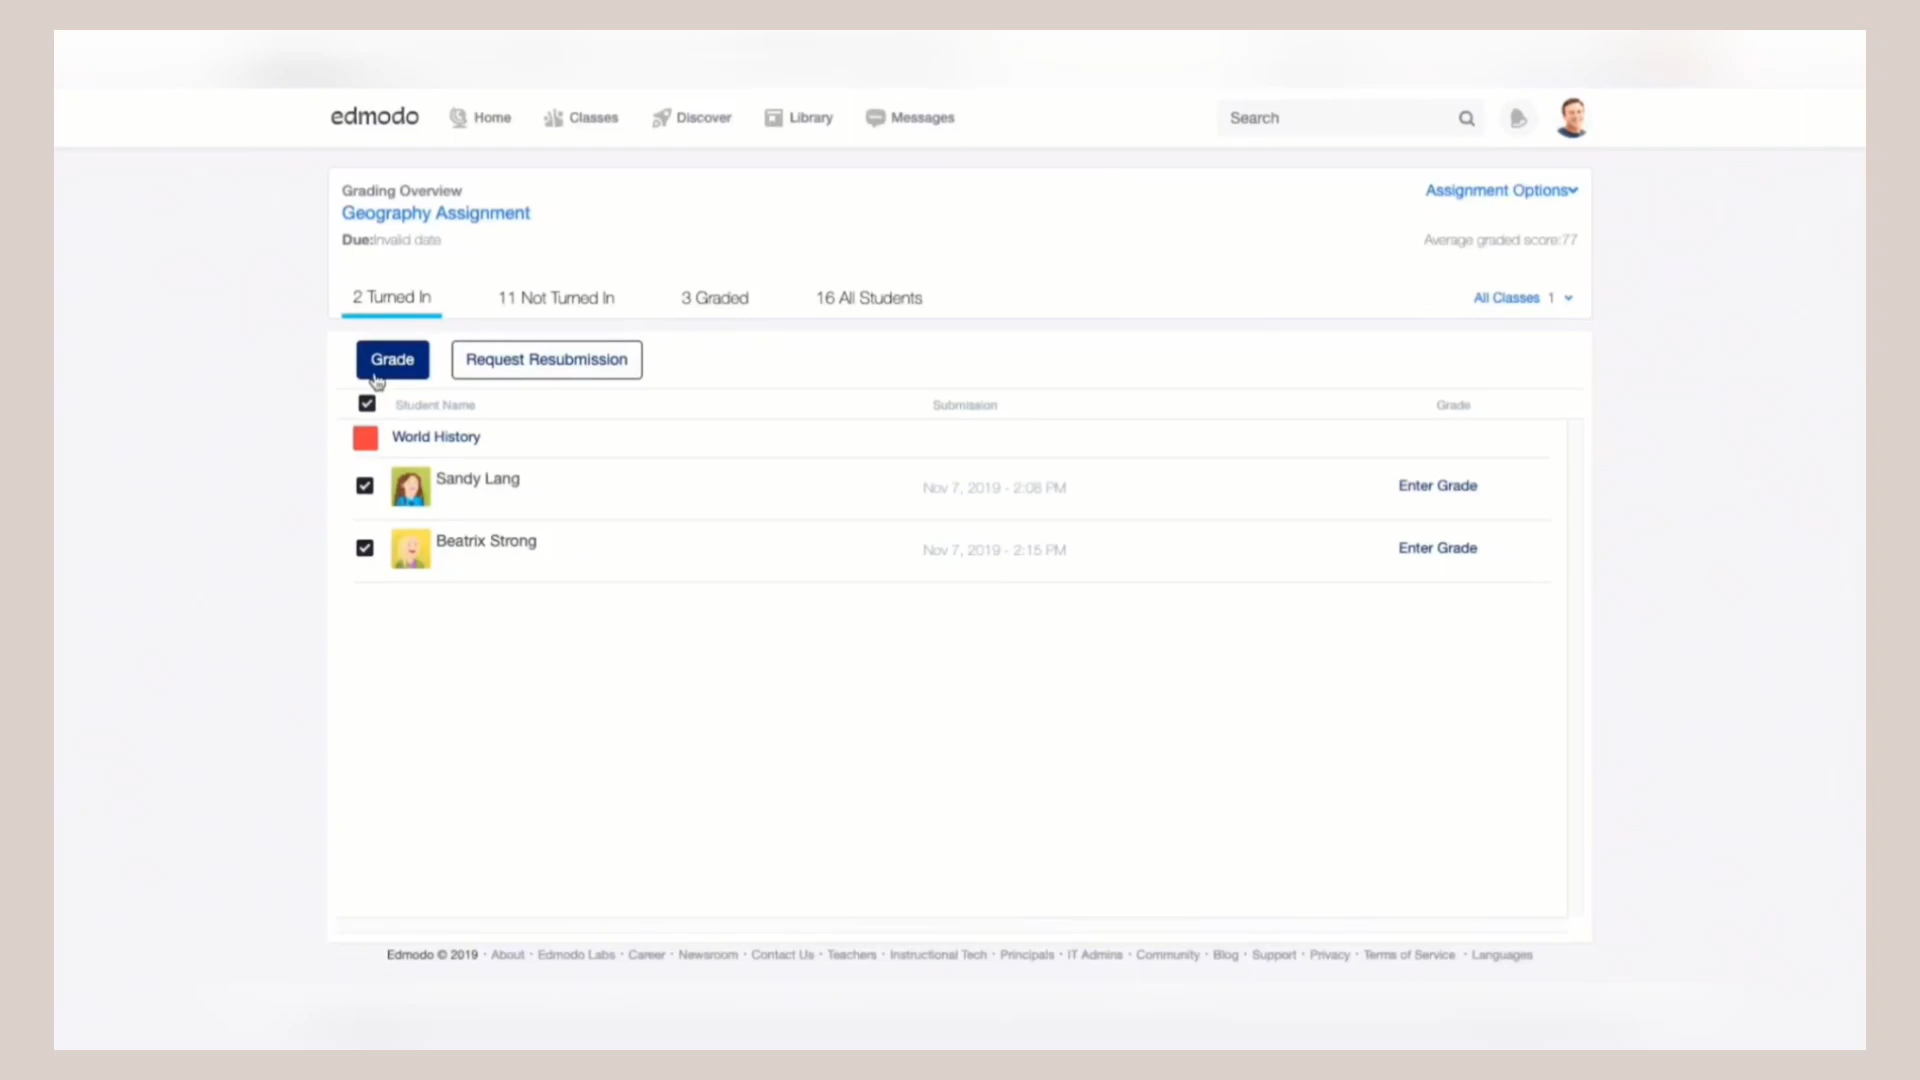 edmodo Home Classes Discover Library Messages Search
Grading Overview
Assignment Options
Geography Assignment
Due:Invalid date
Average graded score:77
2 Turned In 11 Not Turned In 3 Graded 16 All Students All Classes 1
Grade Request Resubmission
Student Name Submission Grade
World History
Sandy Lang
Nov 7, 2019 - 2:08 PM Enter Grade
Beatrix Strong
Nov 7, 2019 - 2:15 PM Enter Grade
Edmodo © 2019 · About · Edmodo Labs · Career · Newsroom · Contact Us · Teachers · Instructional Tech · Principals · IT Admins · Community · Blog · Support · Privacy · Terms of Service · Languages